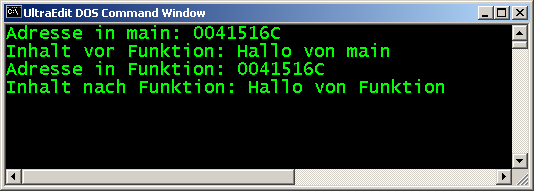 UltraEdit DOS Command Window
Adresse in main: 0041516C
Inhalt vor Funktion: Hallo von main
Adresse in Funktion: 0041516C
Inhalt nach Funktion: Hallo von Funktion